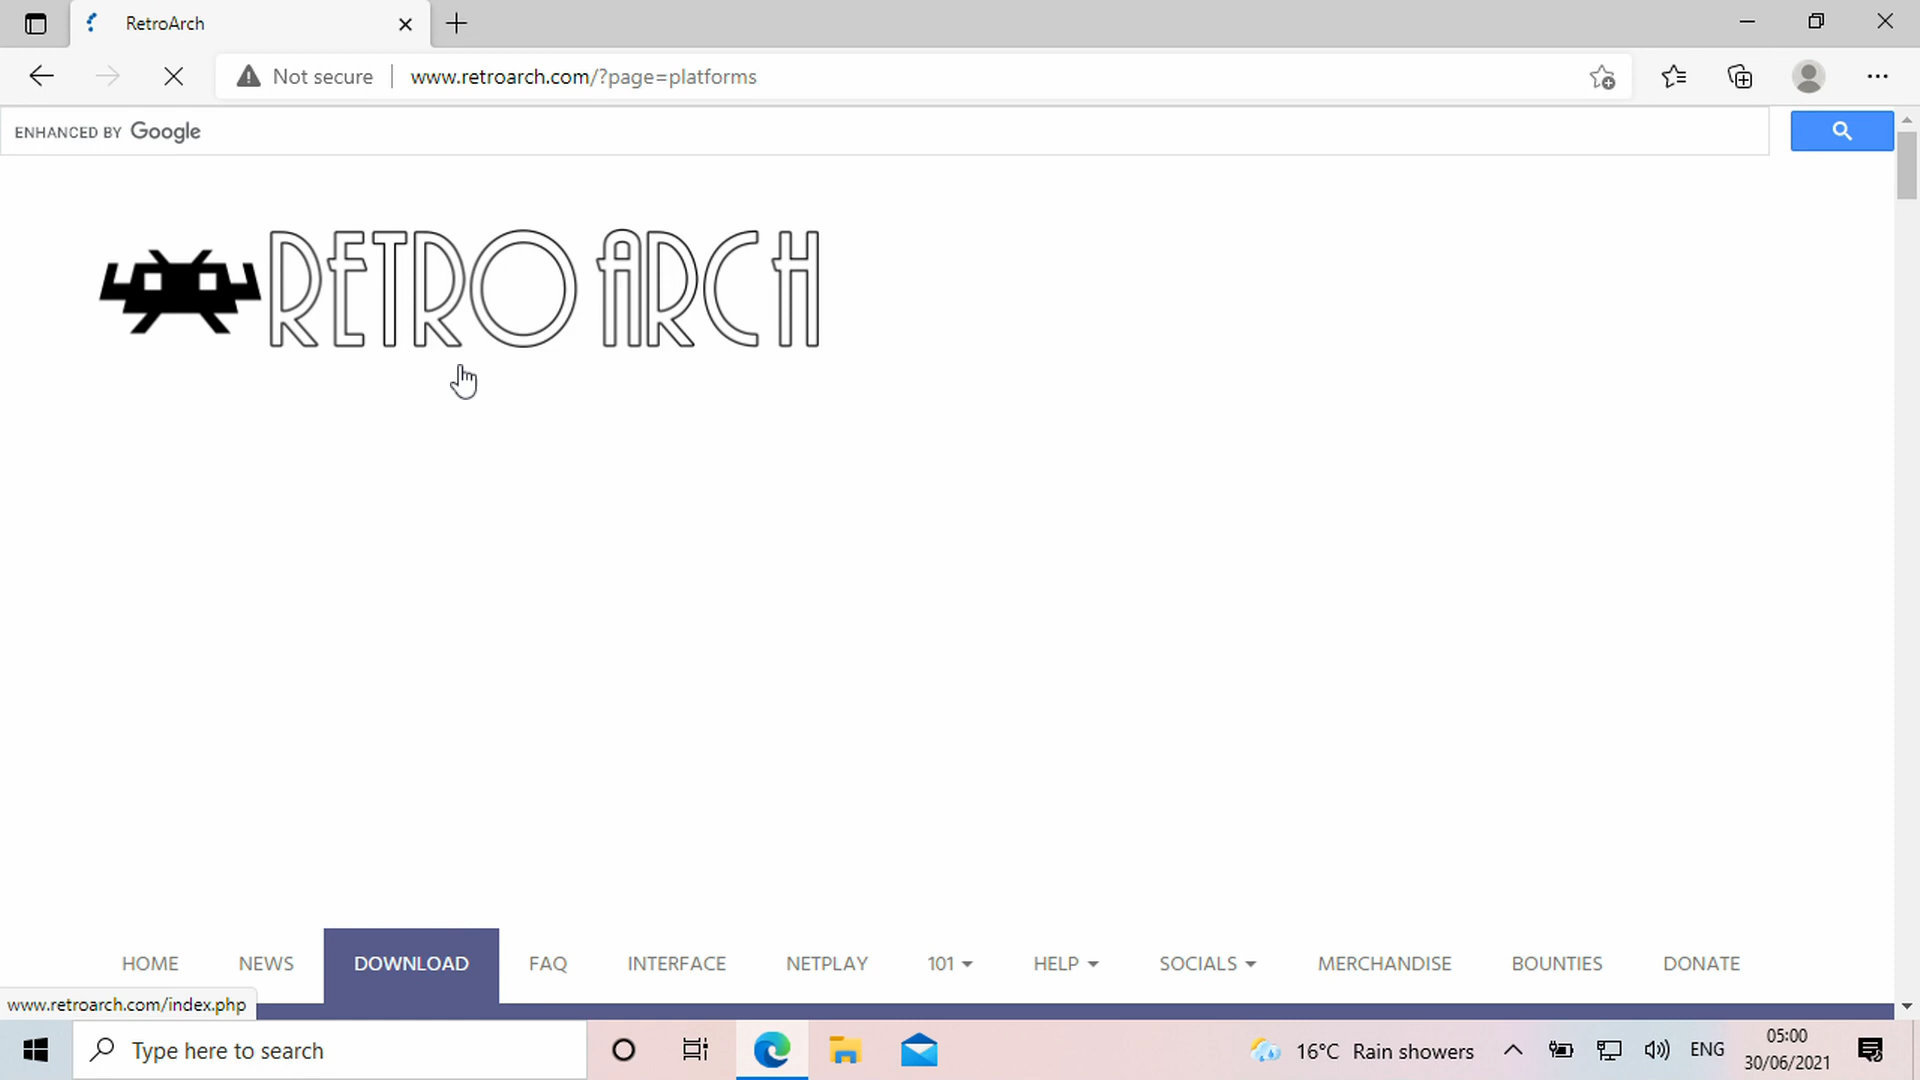 RetroArch
Not secure www.retroarch.com/?page=platforms
ENHANCED BY Google
RETROARCH
HOME NEWS DOWNLOAD FAQ INTERFACE NETPLAY 101 HELP SOCIALS MERCHANDISE BOUNTIES DONATE
www.retroarch.com/index.php
Type here to search 16°C Rain showers ENG 05:00
30/06/2021